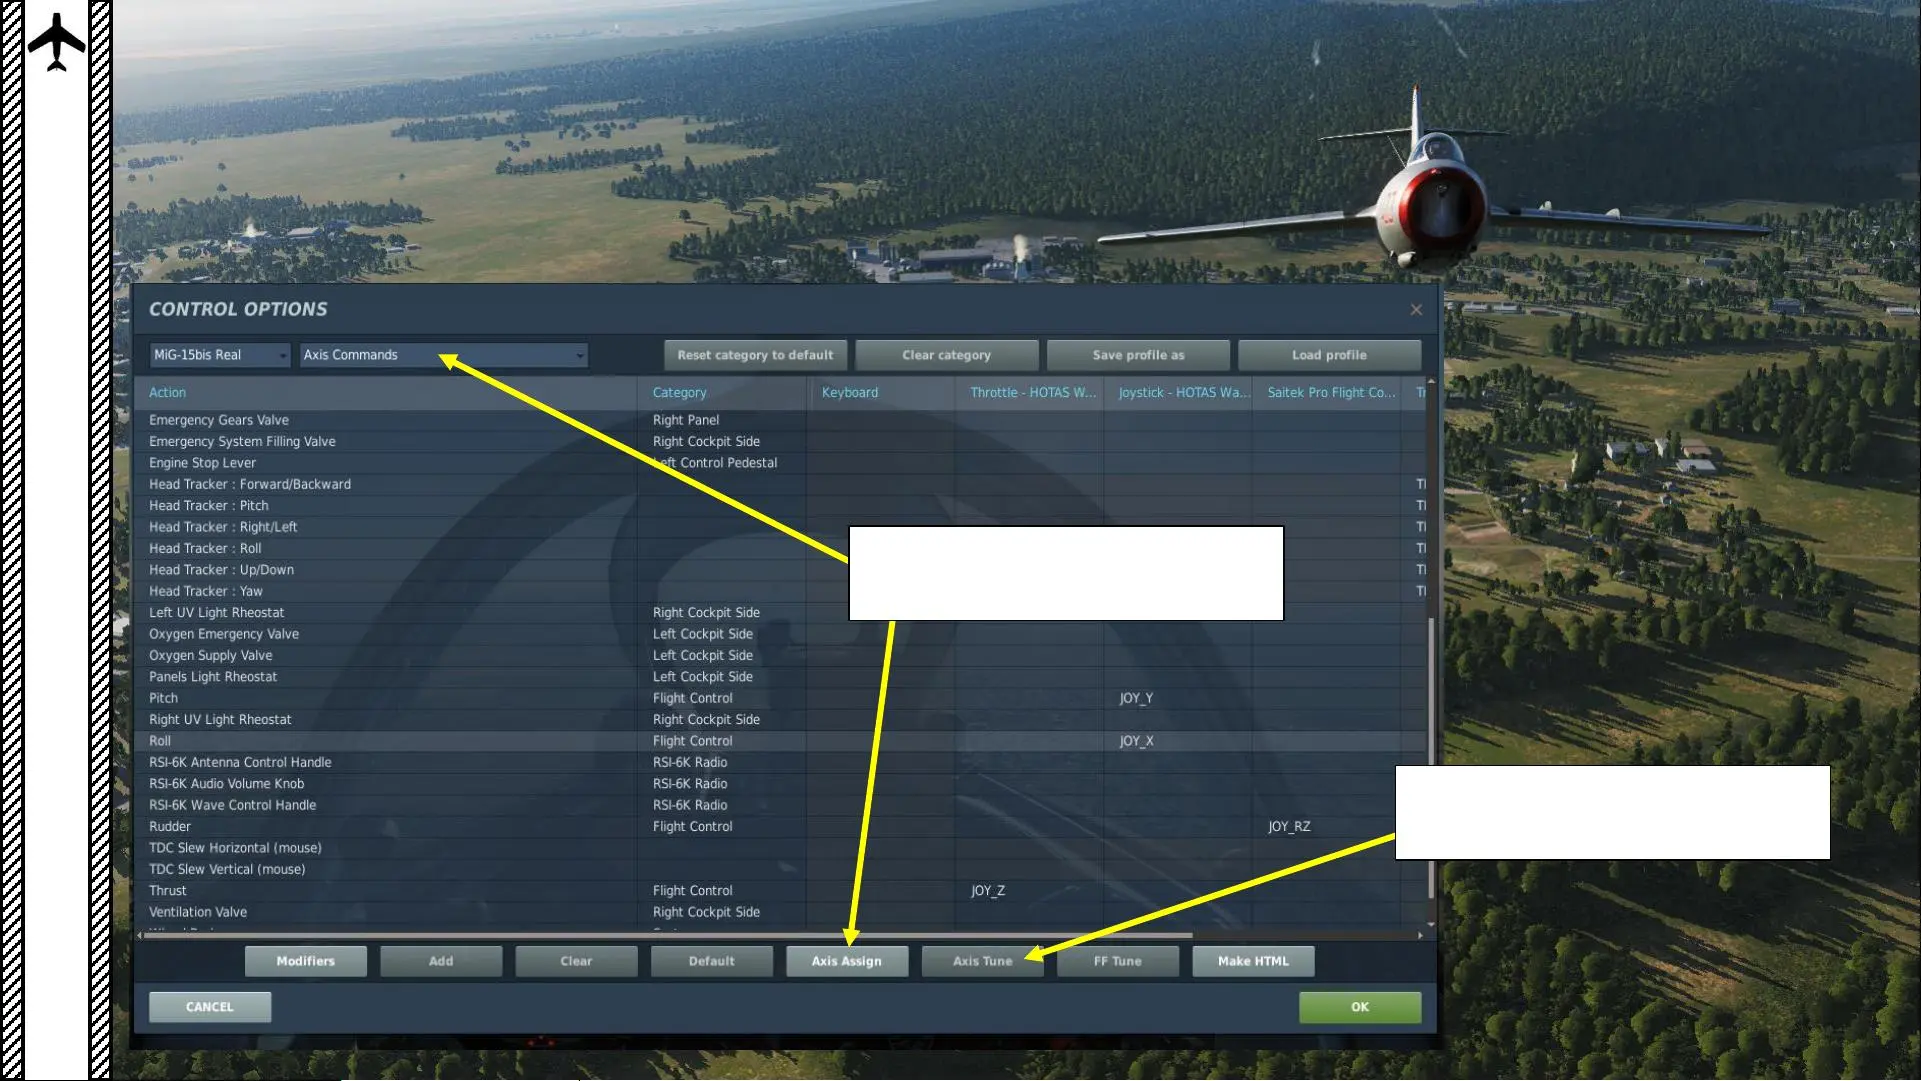 CONTROL OPTIONS
MiG-15bis Real
Axis Commands
Reset category to default
Clear category
Save profile as
Load profile
Action Category Keyboard Throttle - HOTAS W... Joystick - HOTAS Wa... Saitek Pro Flight Co...
Emergency Gears Valve Right Panel
Emergency System Filling Valve Right Cockpit Side
Engine Stop Lever Left Control Pedestal
Head Tracker : Forward/Backward
Head Tracker : Pitch
Head Tracker : Right/Left
Head Tracker : Roll
Head Tracker : Up/Down
Head Tracker : Yaw
Left UV Light Rheostat Right Cockpit Side
Oxygen Emergency Valve Left Cockpit Side
Oxygen Supply Valve Left Cockpit Side
Panels Light Rheostat Left Cockpit Side
Pitch Flight Control JOY_Y
Right UV Light Rheostat Right Cockpit Side
Roll Flight Control JOY_X
RSI-6K Antenna Control Handle RSI-6K Radio
RSI-6K Audio Volume Knob RSI-6K Radio
RSI-6K Wave Control Handle RSI-6K Radio
Rudder Flight Control JOY_RZ
TDC Slew Horizontal (mouse)
TDC Slew Vertical (mouse)
Thrust Flight Control JOY_Z
Ventilation Valve Right Cockpit Side
Modifiers
Add
Clear
Default
Axis Assign
Axis Tune
FF Tune
Make HTML
CANCEL
OK